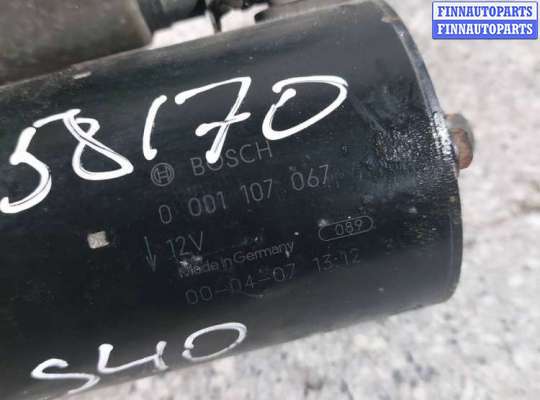 FINNAUTOPARTS
FINNAUTOPARTS
58170
BOSCH
0 001 107 067
12V
089
Made in Germany
00-04-07 13:12
S40